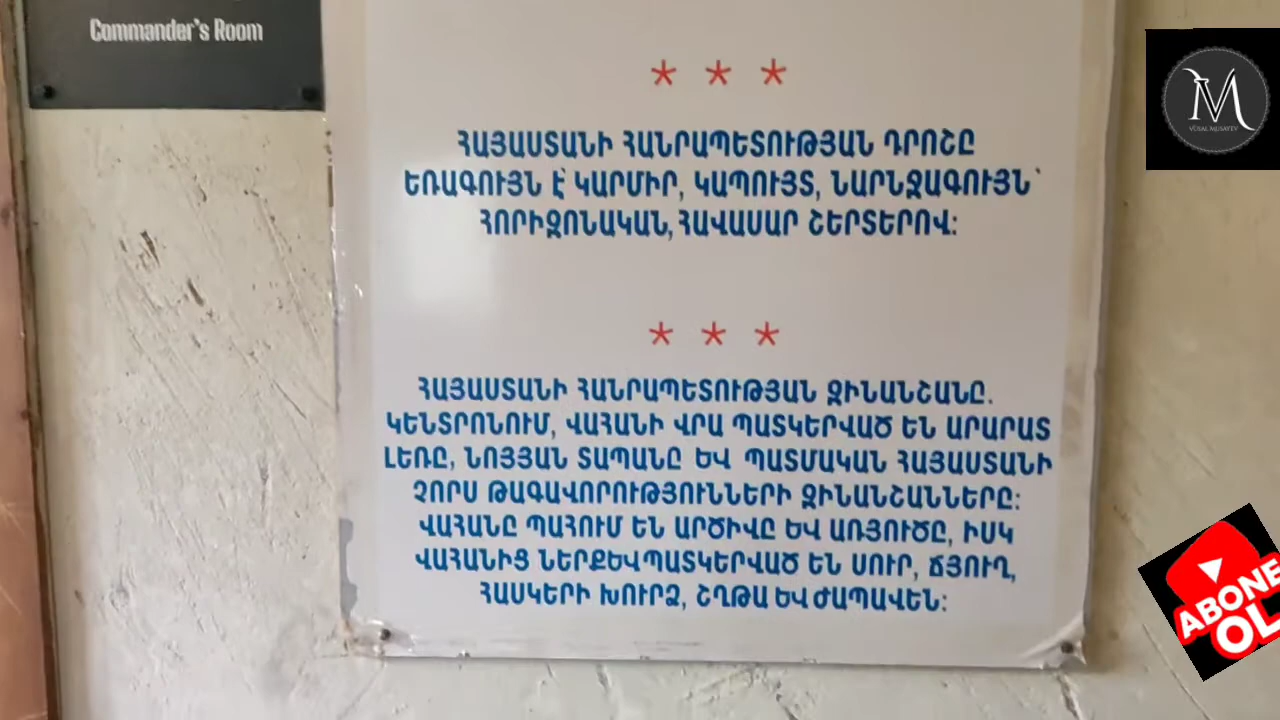 Commander's Room
* * *
ՀԱՅԱՍՏԱՆԻ ՀԱՆՐԱՊԵՏՈՒԹՅԱՆ ԴՐՈՇԸ
ԵՌԱԳՈՒՅՆ Է՝ ԿԱՐՄԻՐ, ԿԱՊՈՒՅՏ, ՆԱՐՆՋԱԳՈՒՅՆ՝
ՀՈՐԻԶՈՆԱԿԱՆ, ՀԱՎԱՍԱՐ ՇԵՐՏԵՐՈՎ:
* * *
ՀԱՅԱՍՏԱՆԻ ՀԱՆՐԱՊԵՏՈՒԹՅԱՆ ԶԻՆԱՆՇԱՆԸ.
ԿԵՆՏՐՈՆՈՒՄ, ՎԱՀԱՆԻ ՎՐԱ ՊԱՏԿԵՐՎԱԾ ԵՆ ԱՐԱՐԱՏ
ԼԵՌԸ, ՆՈՅՅԱՆ ՏԱՊԱՆԸ ԵՎ ՊԱՏՄԱԿԱՆ ՀԱՅԱՍՏԱՆԻ
ՉՈՐՍ ԹԱԳԱՎՈՐՈՒԹՅՈՒՆՆԵՐԻ ԶԻՆԱՆՇԱՆՆԵՐԸ:
ՎԱՀԱՆԸ ՊԱՀՈՒՄ ԵՆ ԱՐԾԻՎԸ ԵՎ ԱՌՅՈՒԾԸ, ԻՍԿ
ՎԱՀԱՆԻՑ ՆԵՐՔԵՎ ՊԱՏԿԵՐՎԱԾ ԵՆ ՍՈՒՐ, ՃՅՈՒՂ,
ՀԱՍԿԵՐԻ ԽՈՒՐՁ, ՇՂԹԱ ԵՎ ԺԱՊԱՎԵՆ:
M
VÜSAL MUSAYEV
ABONE
OL